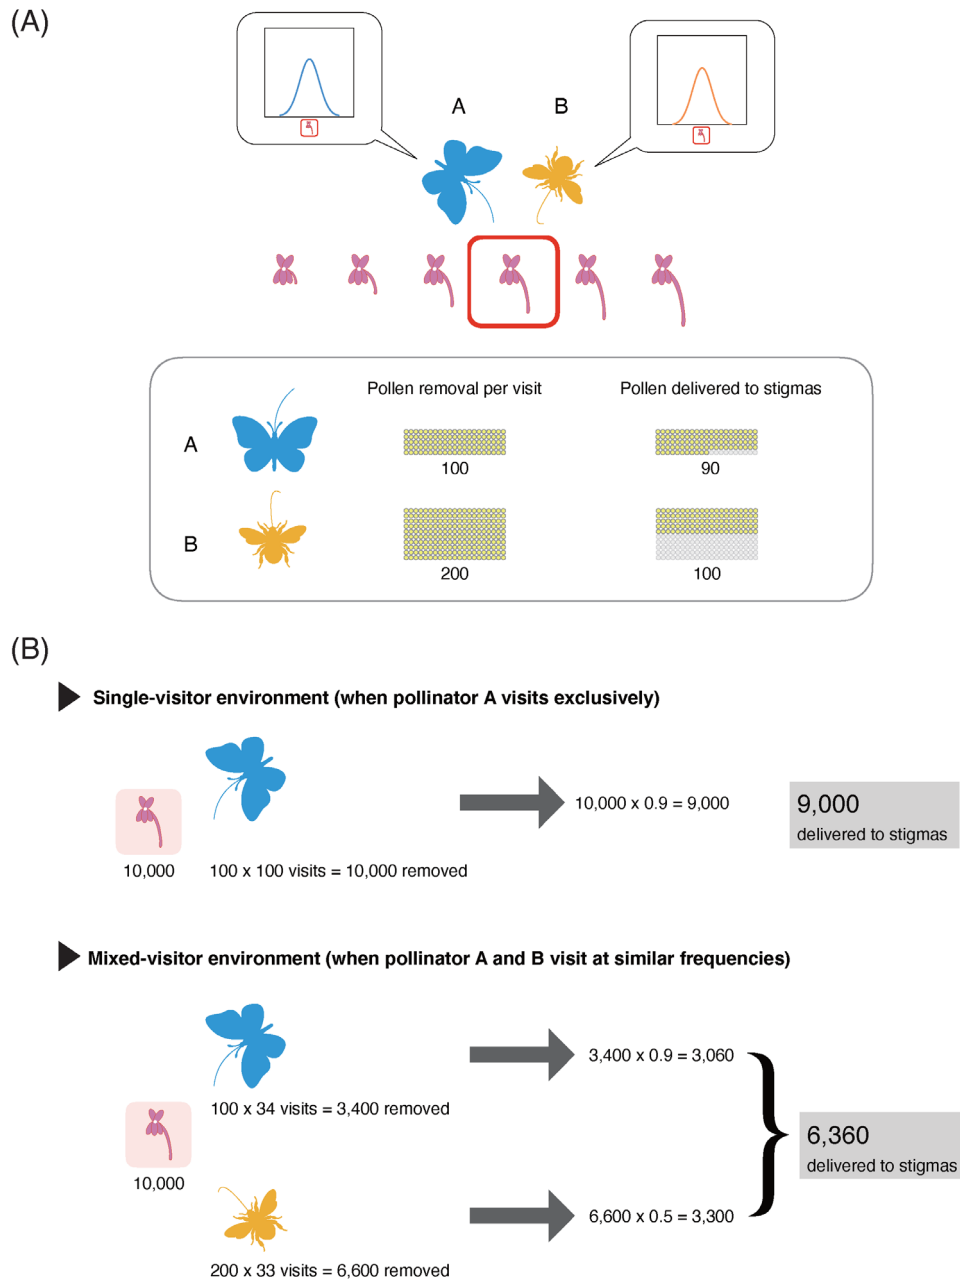 (A)
A
B
Pollen removal per visit
Pollen delivered to stigmas
A
100
90
B
200
100
(B)
Single-visitor environment (when pollinator A visits exclusively)
10,000 x 0.9 = 9,000
9,000
delivered to stigmas
10,000
100 x 100 visits = 10,000 removed
Mixed-visitor environment (when pollinator A and B visit at similar frequencies)
3,400 x 0.9 = 3,060
100 x 34 visits = 3,400 removed
6,360
delivered to stigmas
10,000
6,600 x 0.5 = 3,300
200 x 33 visits = 6,600 removed